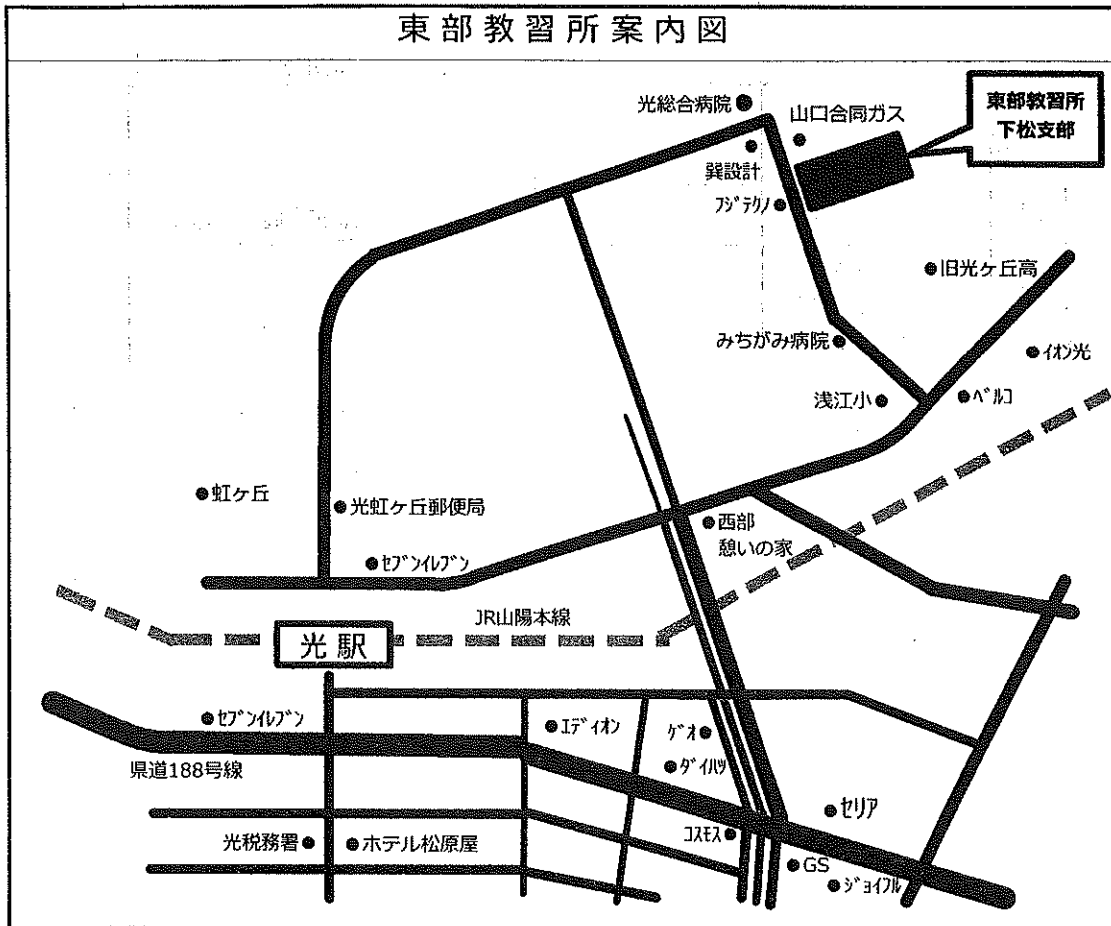 東部教習所案内図
光総合病院
山口合同ガス
東部教習所
下松支部
巽設計
ﾌｼﾞﾃｸﾉ
旧光ヶ丘高
みちがみ病院
ｲｵﾝ光
浅江小
ﾍﾞﾙｺ
虹ヶ丘
光虹ヶ丘郵便局
西部
憩いの家
ｾﾌﾞﾝｲﾚﾌﾞﾝ
JR山陽本線
光駅
ｾﾌﾞﾝｲﾚﾌﾞﾝ
エディオン
ｹﾞｵ
県道188号線
ﾀﾞｲﾊﾂ
セリア
ｺｽﾓｽ
光税務署
ホテル松原屋
GS
ｼﾞｮｲﾌﾙ